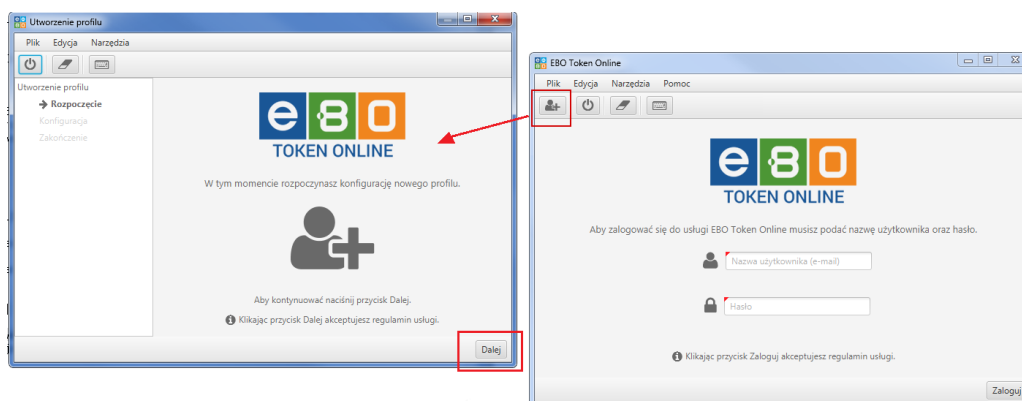 Utworzenie profilu
Plik Edycja Narzędzia
Utworzenie profilu
Rozpoczęcie
Konfiguracja
Zakończenie
e B O
TOKEN ONLINE
W tym momencie rozpoczynasz konfigurację nowego profilu.
Aby kontynuować naciśnij przycisk Dalej.
Klikając przycisk Dalej akceptujesz regulamin usługi.
Dalej
EBO Token Online
Plik Edycja Narzędzia Pomoc
e B O
TOKEN ONLINE
Aby zalogować się do usługi EBO Token Online musisz podać nazwę użytkownika oraz hasło.
Nazwa użytkownika (e-mail)
Hasło
Klikając przycisk Zaloguj akceptujesz regulamin usługi.
Zaloguj